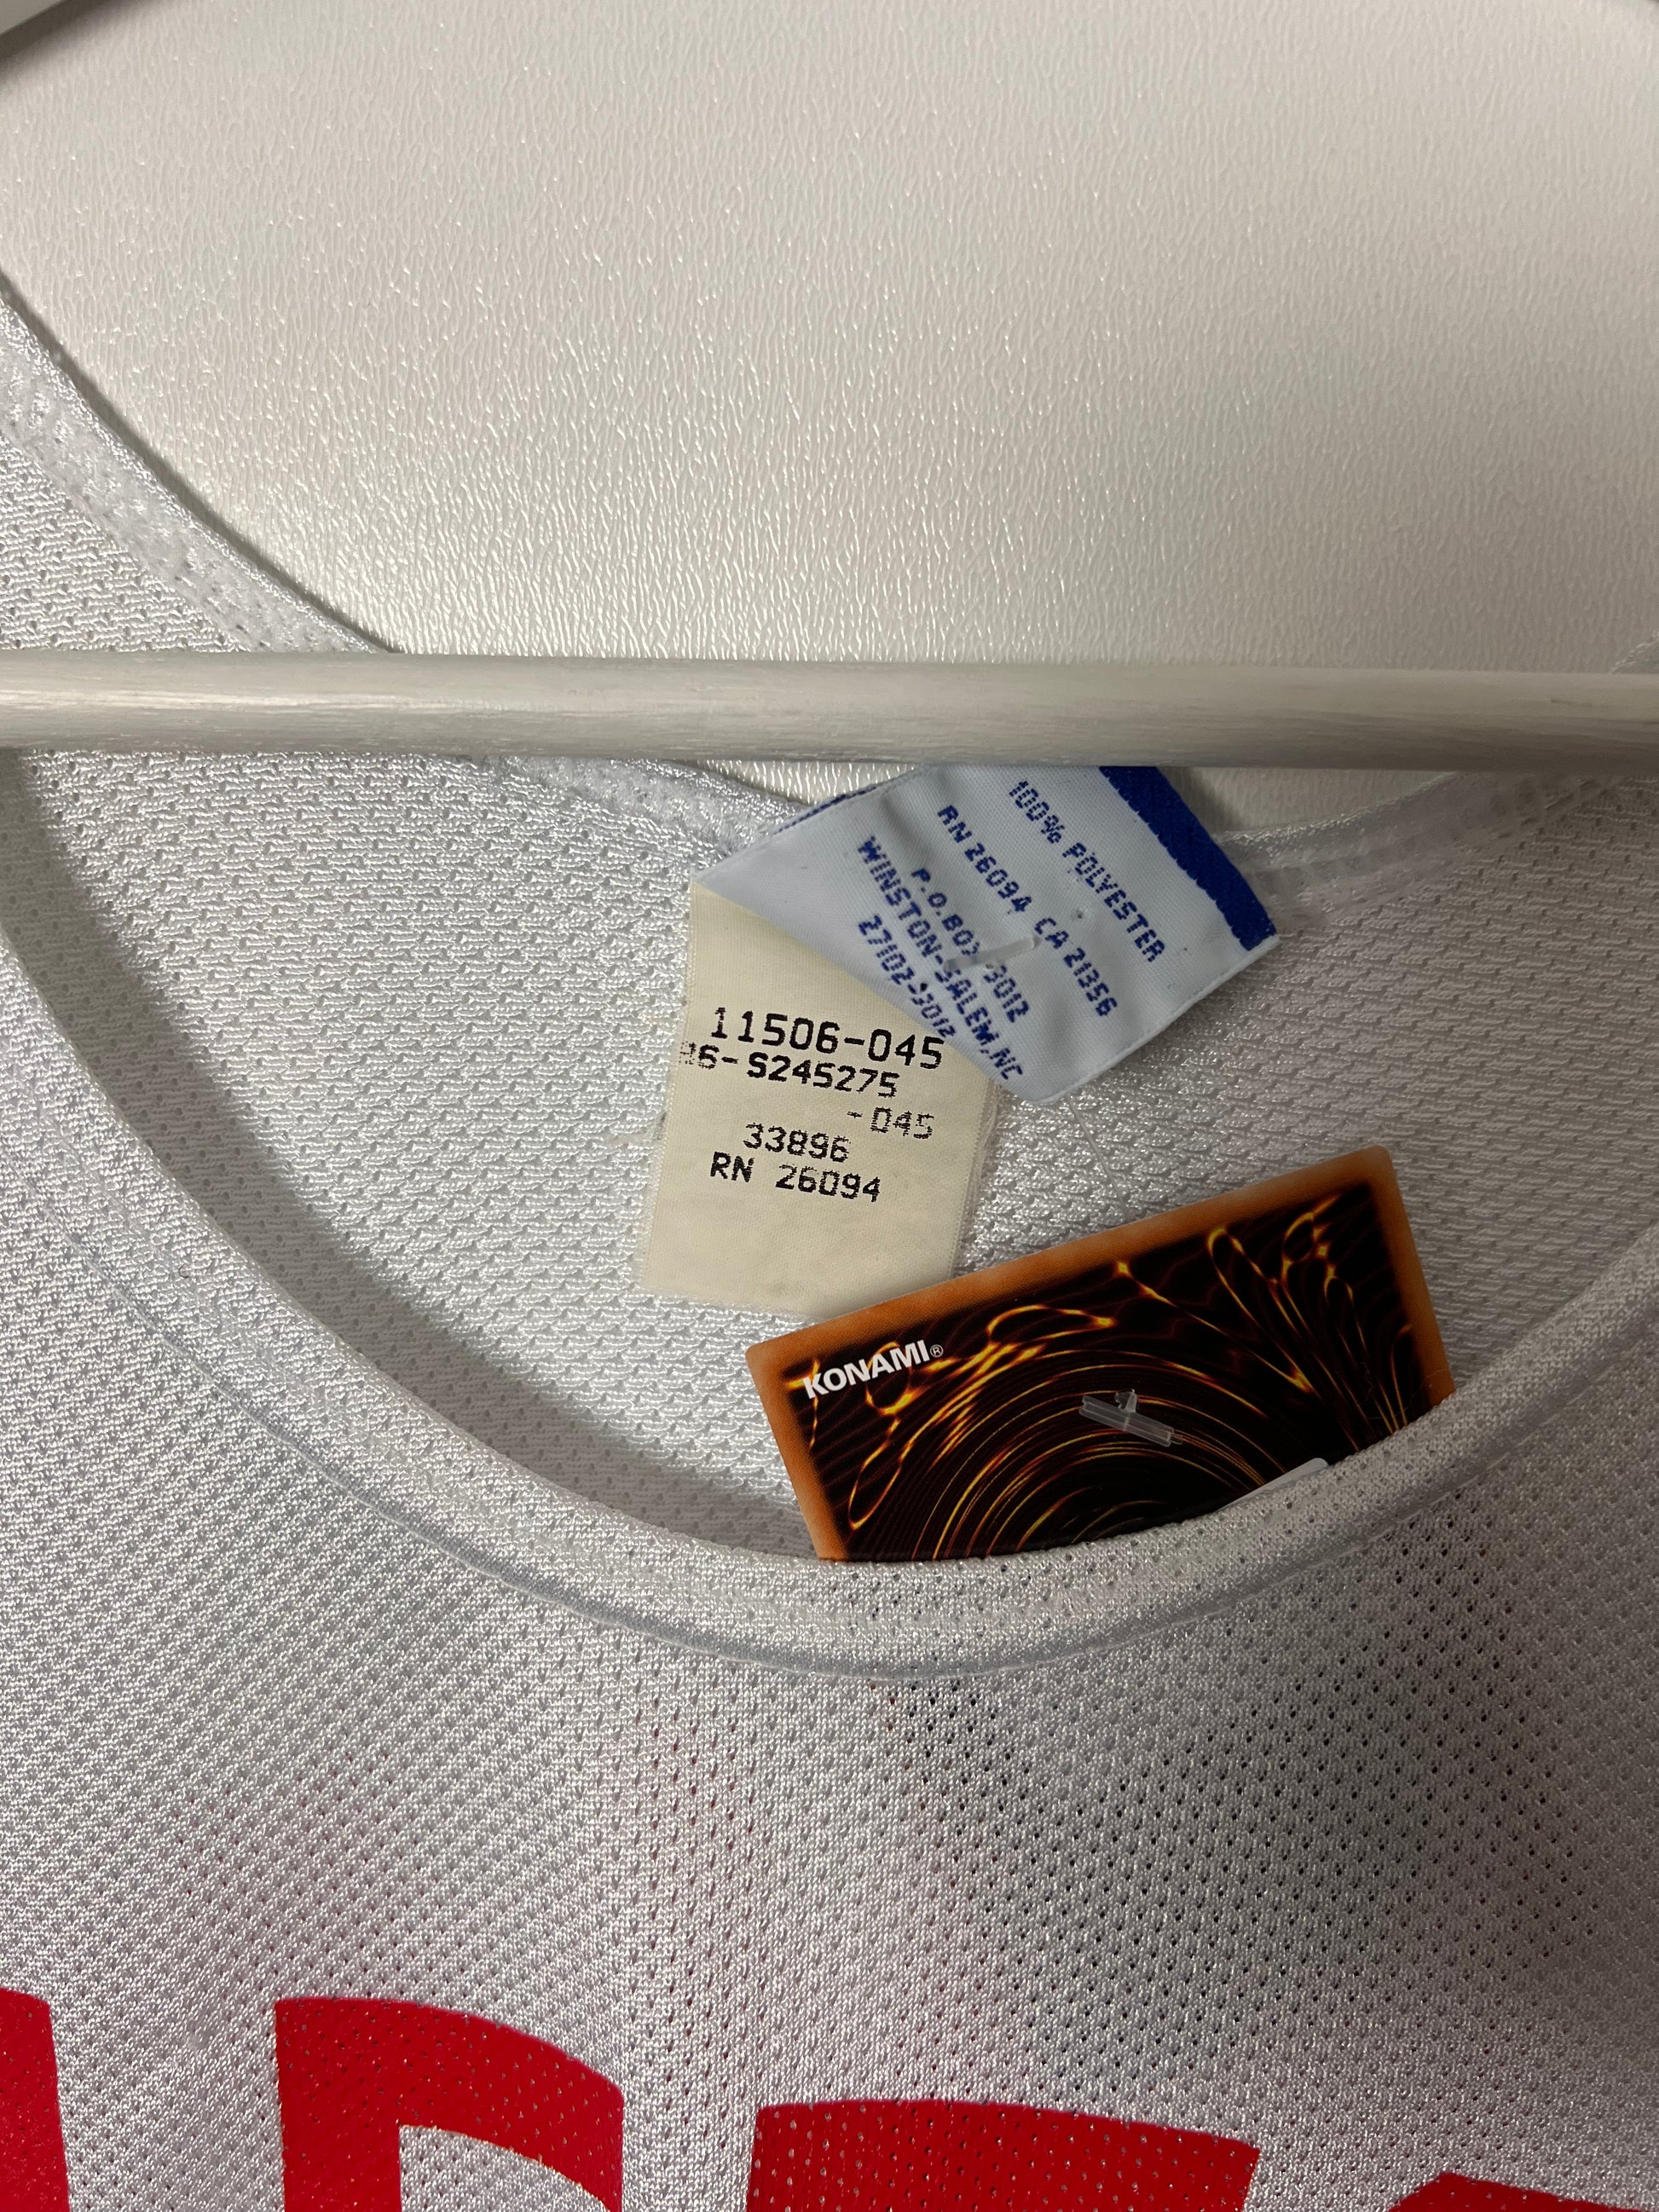 100% POLYESTER
RN 26094 CA 21356
P.O.BOX 3012
WINSTON-SALEM,NC
27102-3012
11506-045
16-S245275
-045
33896
RN 26094
KONAMI®